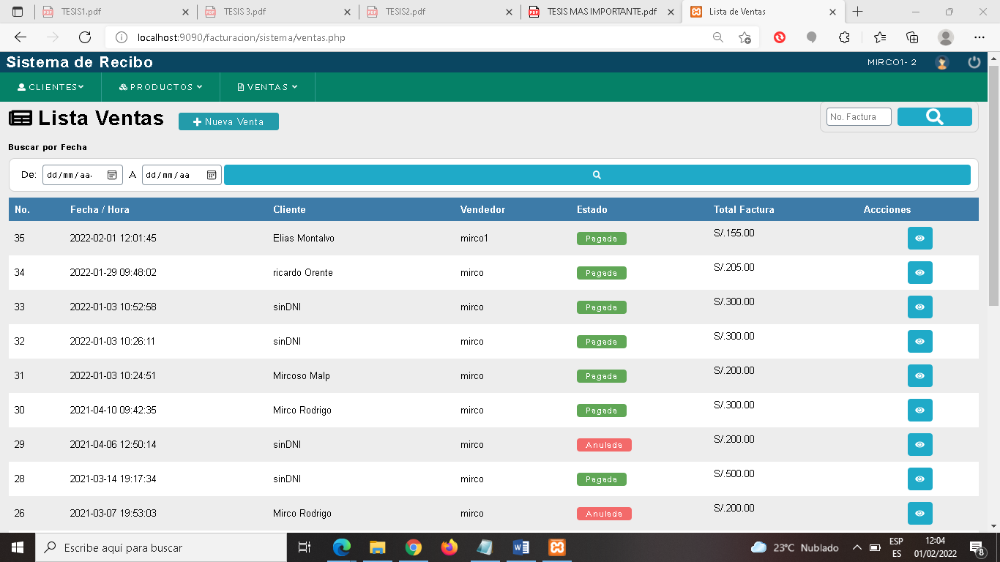 TESIS1.pdf
TESIS 3.pdf
TESIS2.pdf
TESIS MAS IMPORTANTE.pdf
Lista de Ventas
localhost:9090/facturacion/sistema/ventas.php
Sistema de Recibo
MIRCO1- 2
CLIENTES
PRODUCTOS
VENTAS
Lista Ventas
Nueva Venta
No. Factura
Buscar por Fecha
De: dd/mm/aa A dd/mm/aa
No. Fecha / Hora Cliente Vendedor Estado Total Factura Accciones
35 2022-02-01 12:01:45 Elias Montalvo mirco1 Pagada S/.155.00
34 2022-01-29 09:48:02 ricardo Orente mirco Pagada S/.205.00
33 2022-01-03 10:52:58 sinDNI mirco Pagada S/.300.00
32 2022-01-03 10:26:11 sinDNI mirco Pagada S/.300.00
31 2022-01-03 10:24:51 Mircoso Malp mirco Pagada S/.200.00
30 2021-04-10 09:42:35 Mirco Rodrigo mirco Pagada S/.300.00
29 2021-04-06 12:50:14 sinDNI mirco Anulada S/.200.00
28 2021-03-14 19:17:34 sinDNI mirco Pagada S/.500.00
26 2021-03-07 19:53:03 Mirco Rodrigo mirco Anulada S/.200.00
Escribe aquí para buscar
23°C Nublado
ESP
ES
12:04
01/02/2022
8